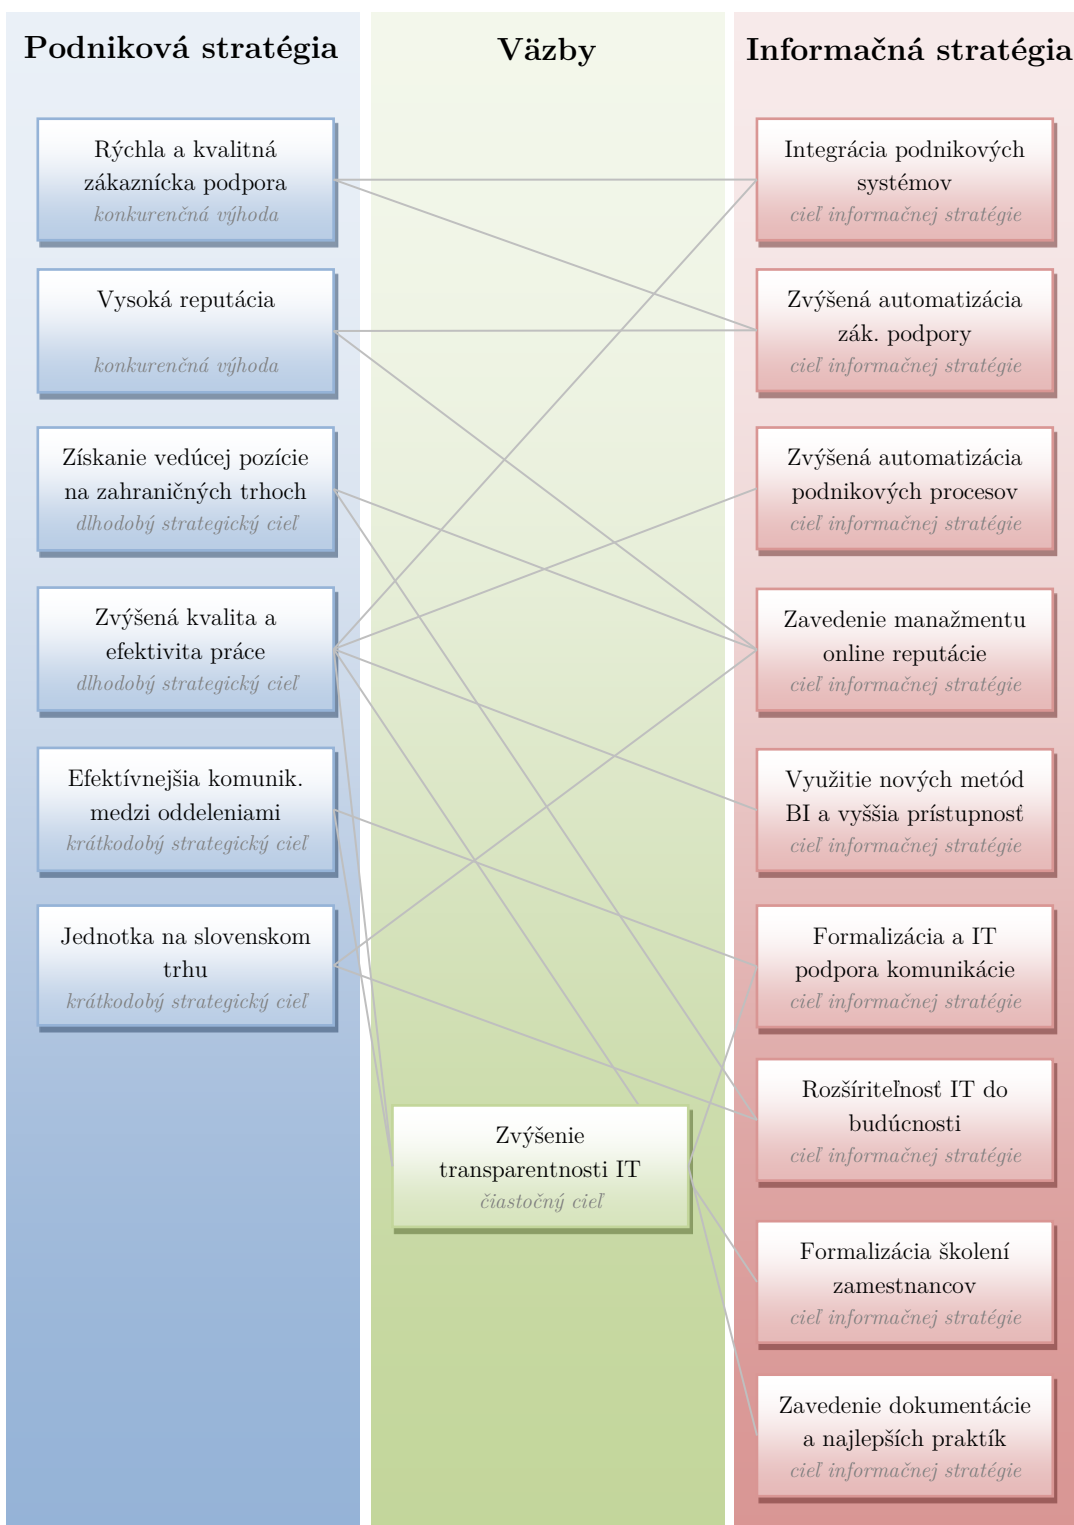 Podniková stratégia
Rýchla a kvalitná
zákaznícka podpora
konkurenčná výhoda
Vysoká reputácia
konkurenčná výhoda
Získanie vedúcej pozície
na zahraničných trhoch
dlhodobý strategický cieľ
Zvýšená kvalita a
efektivita práce
dlhodobý strategický cieľ
Efektívnejšia komunik.
medzi oddeleniami
krátkodobý strategický cieľ
Jednotka na slovenskom
trhu
krátkodobý strategický cieľ
Väzby
Zvýšenie
transparentnosti IT
čiastočný cieľ
Informačná stratégia
Integrácia podnikových
systémov
cieľ informačnej stratégie
Zvýšená automatizácia
zák. podpory
cieľ informačnej stratégie
Zvýšená automatizácia
podnikových procesov
cieľ informačnej stratégie
Zavedenie manažmentu
online reputácie
cieľ informačnej stratégie
Využitie nových metód
BI a vyššia prístupnosť
cieľ informačnej stratégie
Formalizácia a IT
podpora komunikácie
cieľ informačnej stratégie
Rozšíriteľnosť IT do
budúcnosti
cieľ informačnej stratégie
Formalizácia školení
zamestnancov
cieľ informačnej stratégie
Zavedenie dokumentácie
a najlepších praktík
cieľ informačnej stratégie